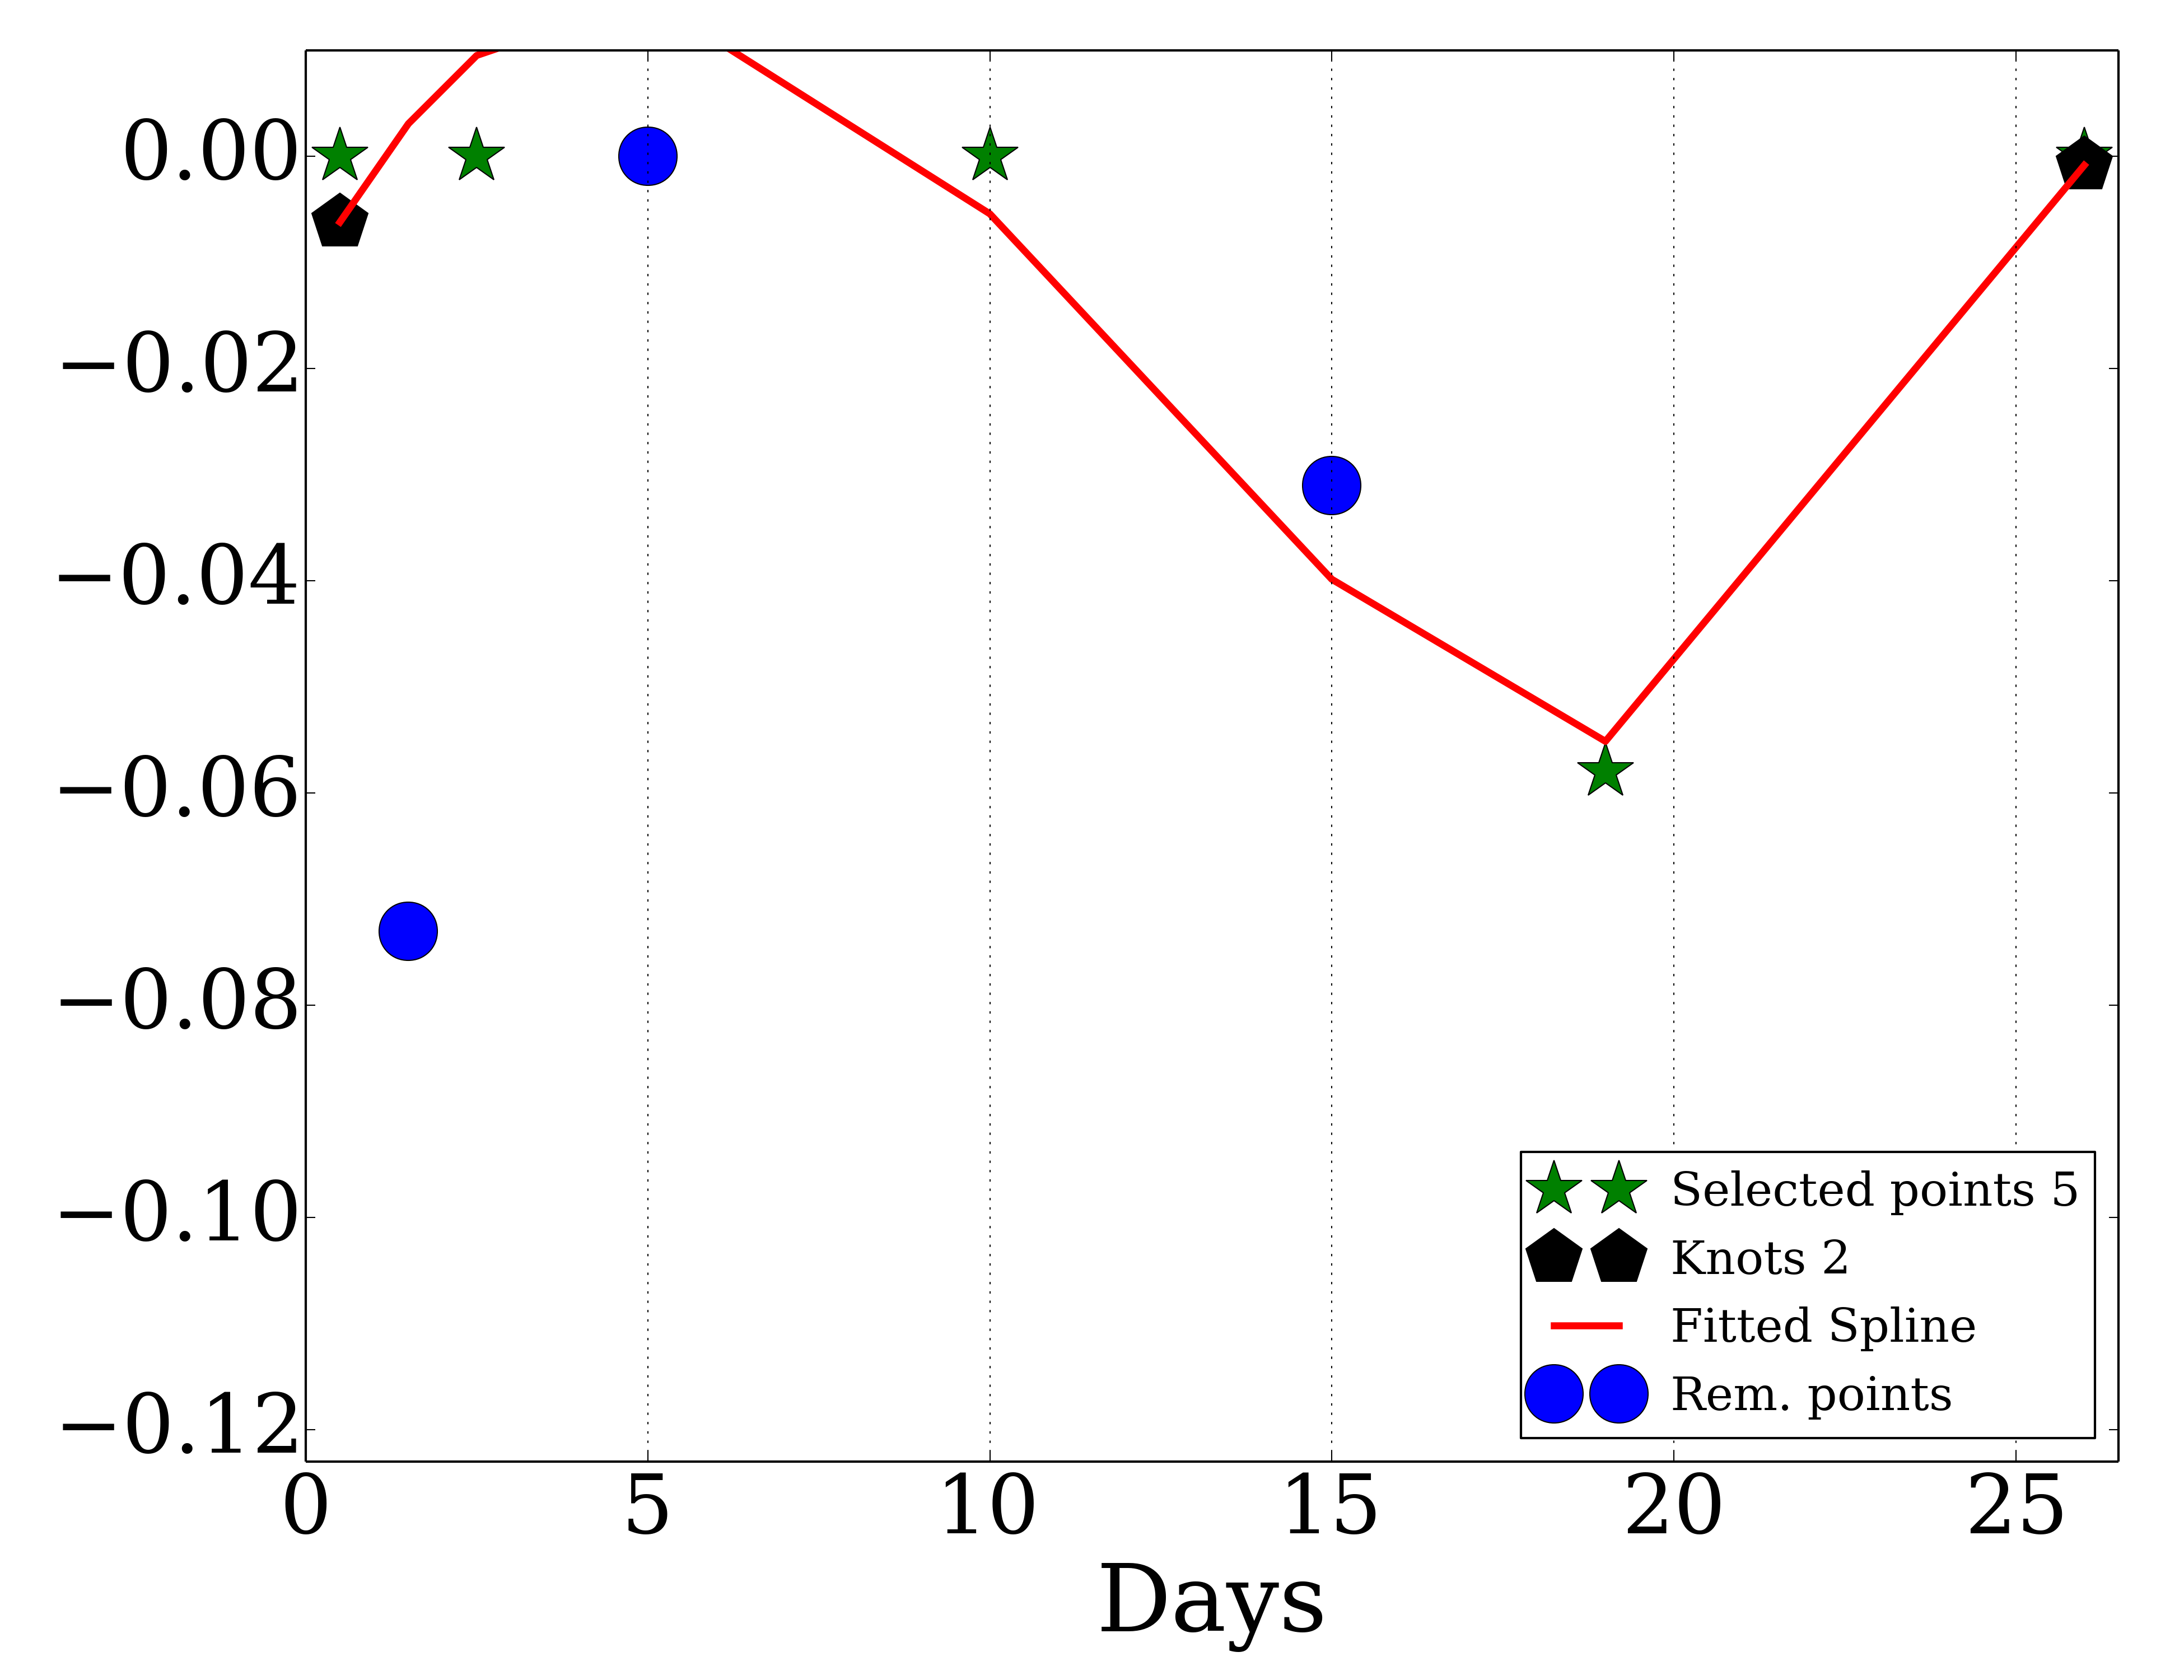 0.00
−0.02
−0.04
−0.06
−0.08
−0.10
−0.12
0 5 10 15 20 25
Days
Selected points 5
Knots 2
Fitted Spline
Rem. points